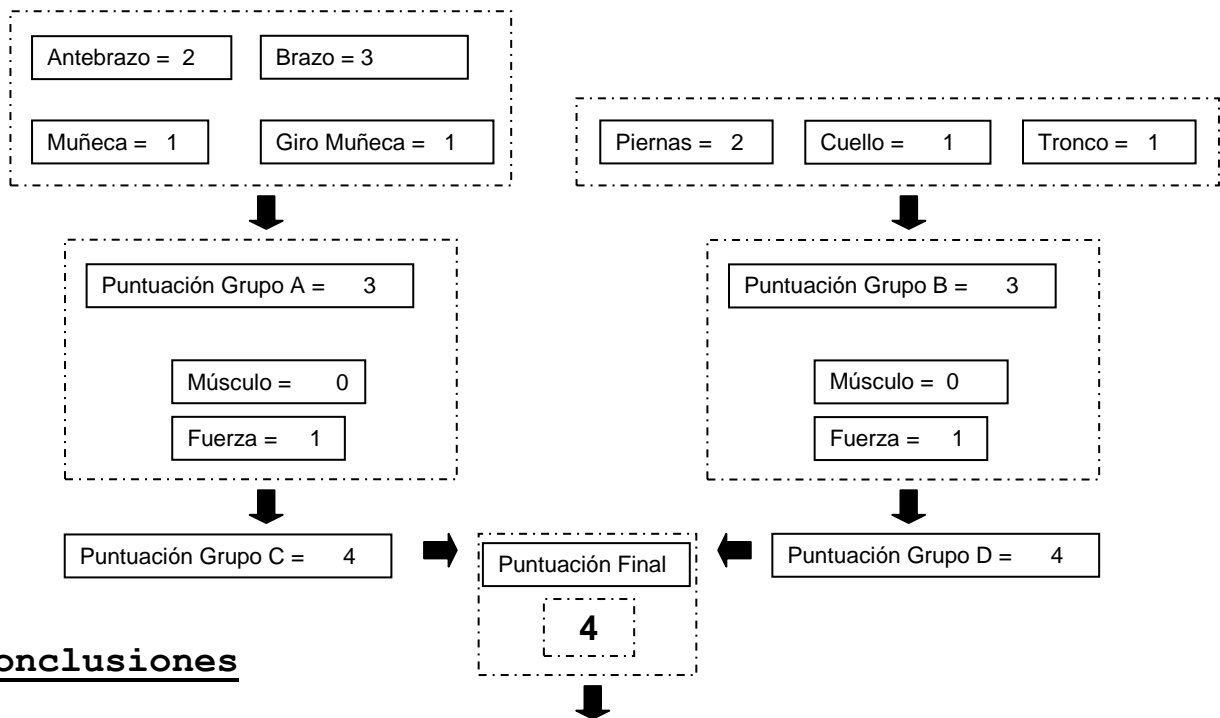 Antebrazo = 2
Brazo = 3
Muñeca = 1
Giro Muñeca = 1
Piernas = 2
Cuello = 1
Tronco = 1
Puntuación Grupo A = 3
Músculo = 0
Fuerza = 1
Puntuación Grupo B = 3
Músculo = 0
Fuerza = 1
Puntuación Grupo C = 4
Puntuación Final
4
Puntuación Grupo D = 4
onclusiones